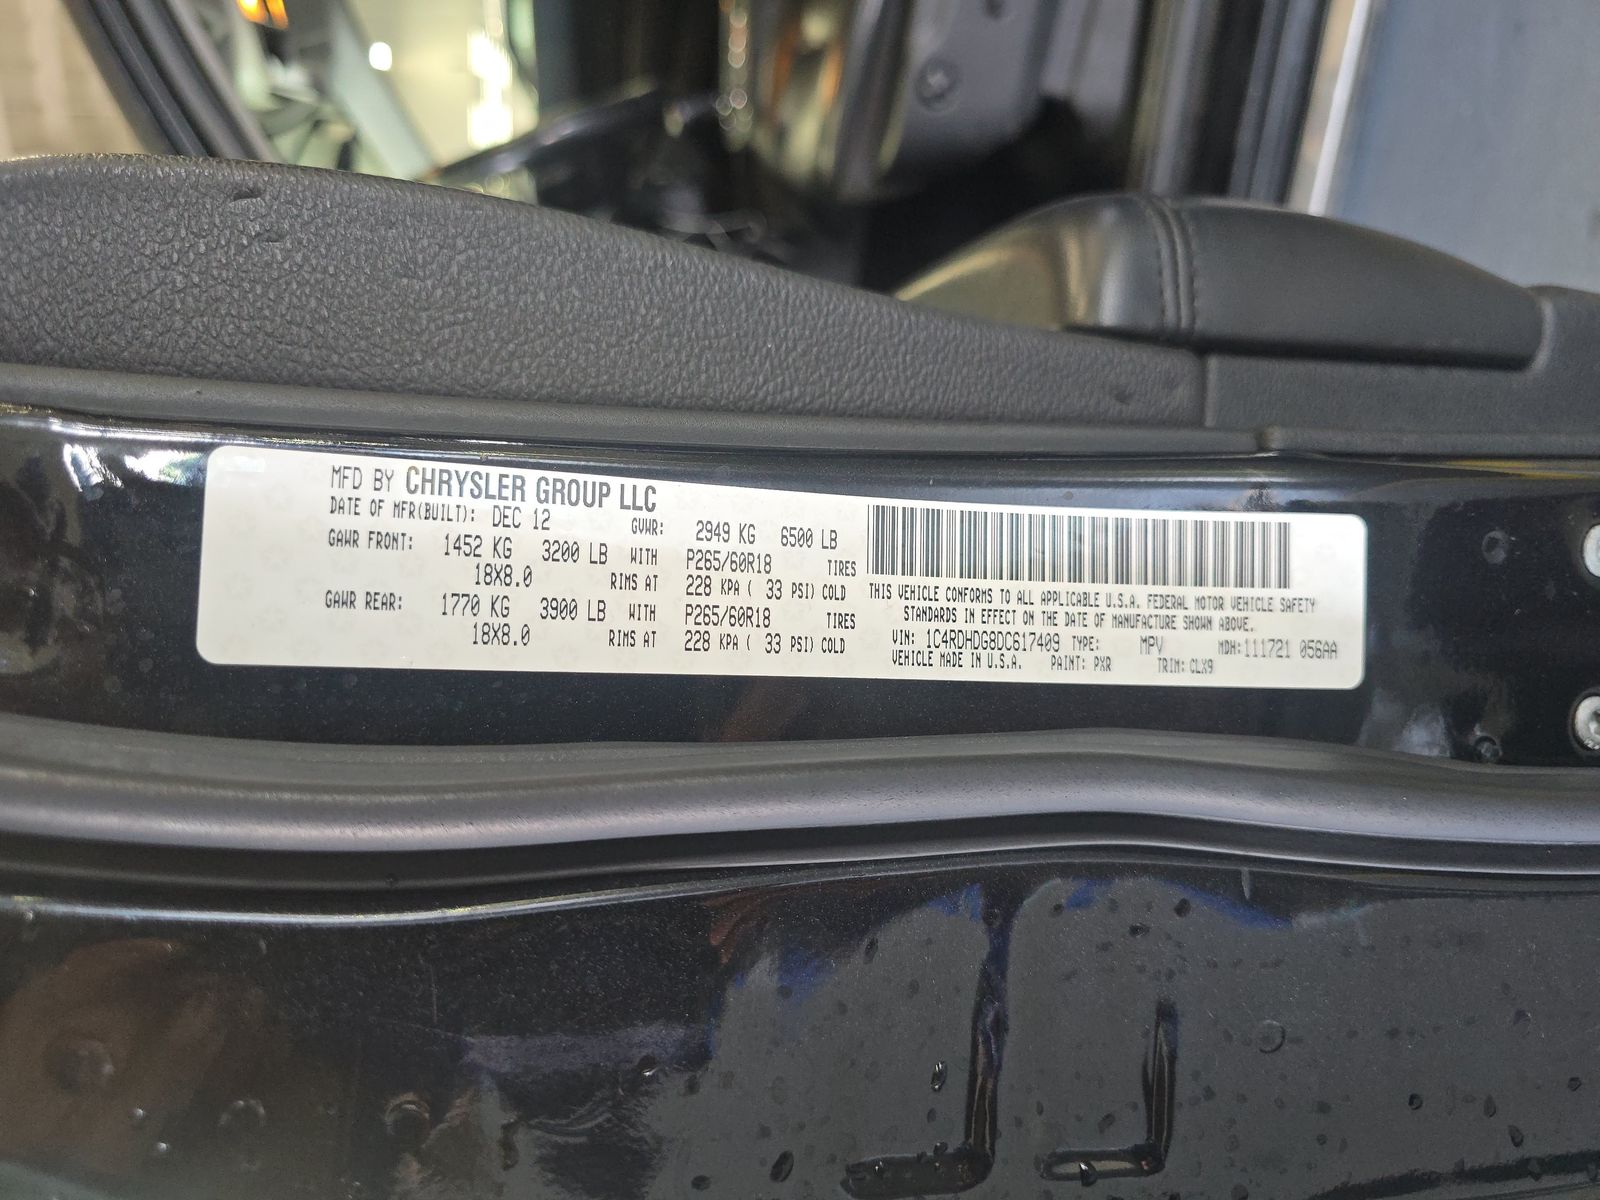 MFD BY CHRYSLER GROUP LLC
DATE OF MFR(BUILT): DEC 12 GVWR: 2949 KG 6500 LB
GAWR FRONT: 1452 KG 3200 LB WITH P265/60R18 TIRES
18X8.0 RIMS AT 228 KPA ( 33 PSI) COLD
GAWR REAR: 1770 KG 3900 LB WITH P265/60R18 TIRES
18X8.0 RIMS AT 228 KPA ( 33 PSI) COLD
THIS VEHICLE CONFORMS TO ALL APPLICABLE U.S.A. FEDERAL MOTOR VEHICLE SAFETY
STANDARDS IN EFFECT ON THE DATE OF MANUFACTURE SHOWN ABOVE.
VIN: 1C4RDHDG8DC617409 TYPE: MPV MDH:111721 056AA
VEHICLE MADE IN U.S.A. PAINT: PXR TRIM: CLX9